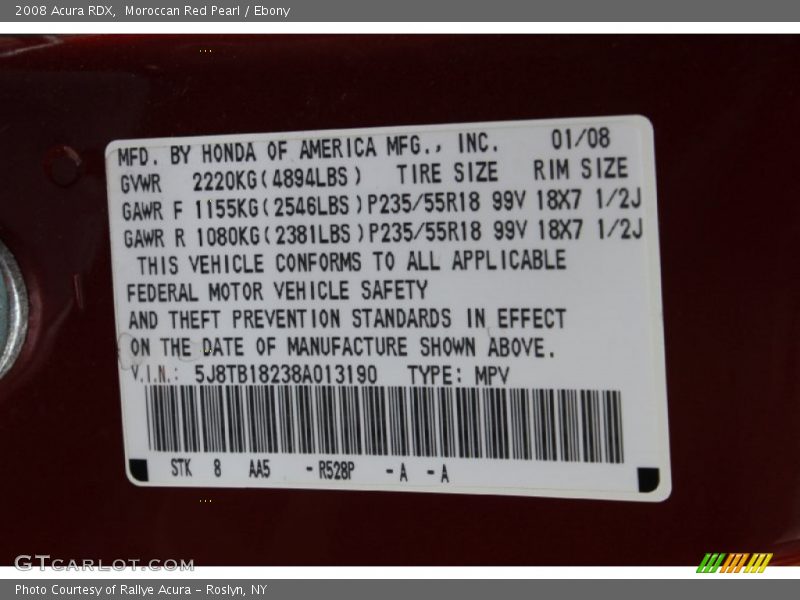 2008 Acura RDX,  Moroccan Red Pearl / Ebony
MFD. BY HONDA OF AMERICA MFG., INC. 01/08
GVWR 2220KG(4894LBS) TIRE SIZE RIM SIZE
GAWR F 1155KG(2546LBS)P235/55R18 99V 18X7 1/2J
GAWR R 1080KG(2381LBS)P235/55R18 99V 18X7 1/2J
THIS VEHICLE CONFORMS TO ALL APPLICABLE
FEDERAL MOTOR VEHICLE SAFETY
AND THEFT PREVENTION STANDARDS IN EFFECT
ON THE DATE OF MANUFACTURE SHOWN ABOVE.
V.I.N.: 5J8TB18238A013190 TYPE: MPV
STK 8 AA5 -R528P -A -A
GTcarlot.com
Photo Courtesy of Rallye Acura - Roslyn, NY